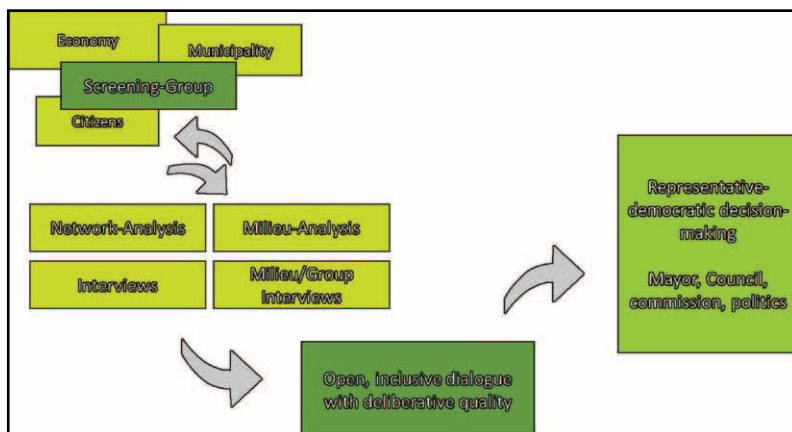 Economy
Municipality
Screening-Group
Citizens
Network-Analysis
Milieu-Analysis
Interviews
Milieu/Group
Interviews
Open, inclusive dialogue
with deliberative quality
Representative-
democratic decision-
making
Mayor, Council,
commission, politics